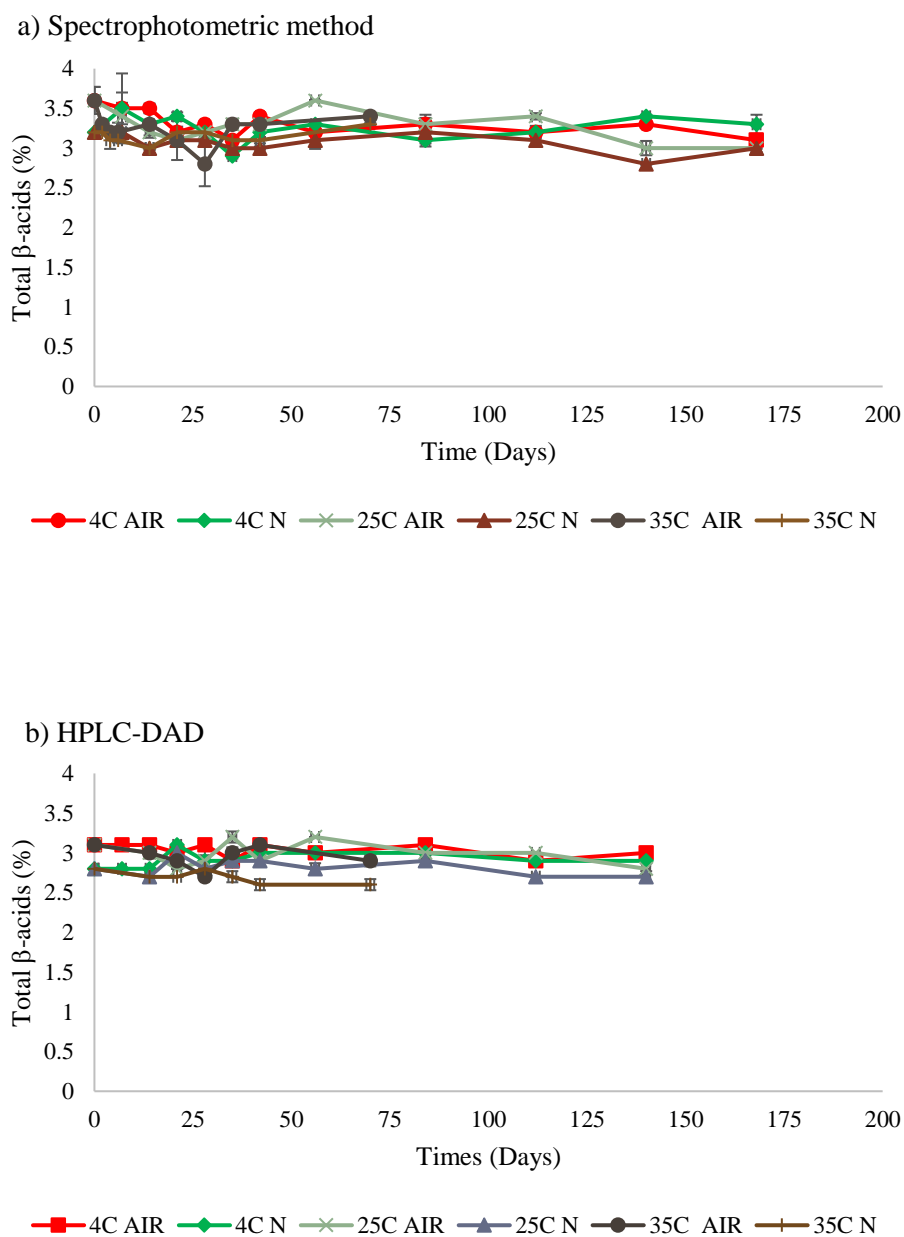 a) Spectrophotometric method
4
3.5
3
2.5
2
1.5
1
0.5
0
Total β-acids (%)
0 25 50 75 100 125 150 175 200
Time (Days)
4C AIR 4C N 25C AIR 25C N 35C AIR 35C N
b) HPLC-DAD
4
3.5
3
2.5
2
1.5
1
0.5
0
Total β-acids (%)
0 25 50 75 100 125 150 175 200
Times (Days)
4C AIR 4C N 25C AIR 25C N 35C AIR 35C N